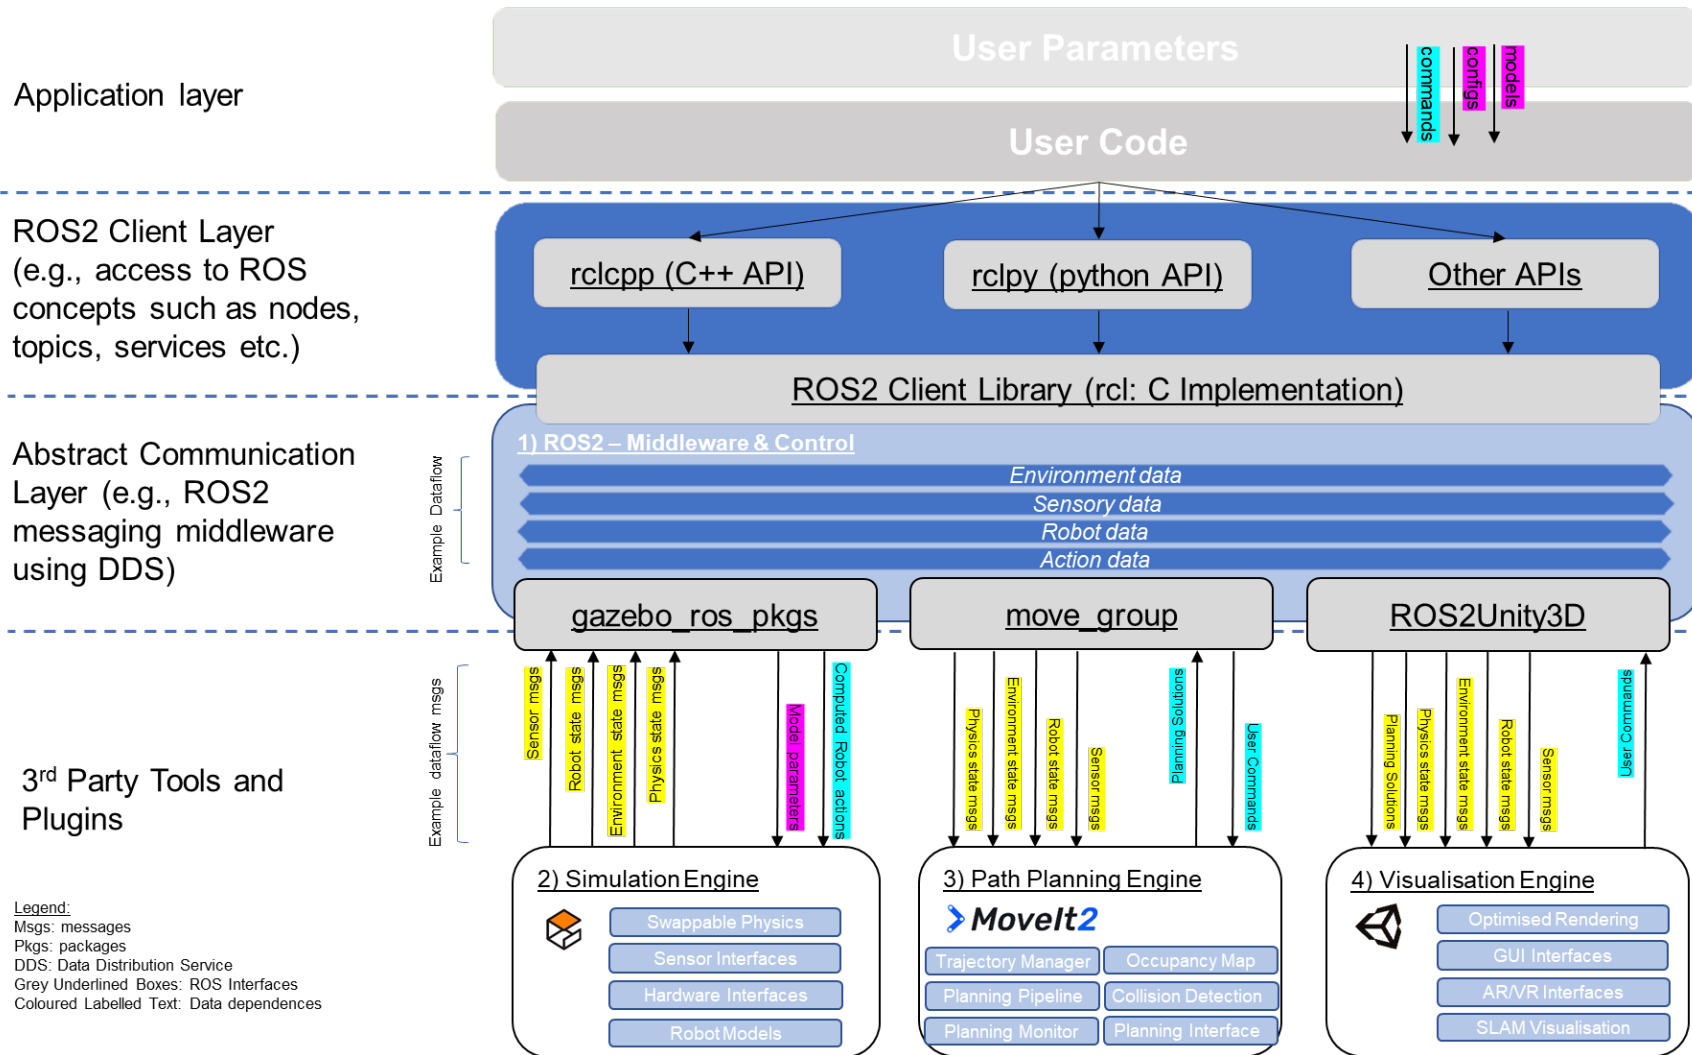 User Parameters
commands
configs
models
Application layer
User Code
ROS2 Client Layer
(e.g., access to ROS
concepts such as nodes,
topics, services etc.)
rclcpp (C++ API)
rclpy (python API)
Other APIs
ROS2 Client Library (rcl: C Implementation)
Abstract Communication
Layer (e.g., ROS2
messaging middleware
using DDS)
Example Dataflow
1) ROS2 – Middleware & Control
Environment data
Sensory data
Robot data
Action data
gazebo_ros_pkgs
move_group
ROS2Unity3D
3rd Party Tools and
Plugins
Example dataflow msgs
Sensor msgs
Robot state msgs
Environment state msgs
Physics state msgs
Model parameters
Computed Robot actions
Physics state msgs
Environment state msgs
Robot state msgs
Sensor msgs
Planning Solutions
User Commands
Planning Solutions
Physics state msgs
Environment state msgs
Robot state msgs
Sensor msgs
User Commands
2) Simulation Engine
Swappable Physics
Sensor Interfaces
Hardware Interfaces
Robot Models
3) Path Planning Engine
MoveIt2
Trajectory Manager
Occupancy Map
Planning Pipeline
Collision Detection
Planning Monitor
Planning Interface
4) Visualisation Engine
Optimised Rendering
GUI Interfaces
AR/VR Interfaces
SLAM Visualisation
Legend:
Msgs: messages
Pkgs: packages
DDS: Data Distribution Service
Grey Underlined Boxes: ROS Interfaces
Coloured Labelled Text: Data dependences